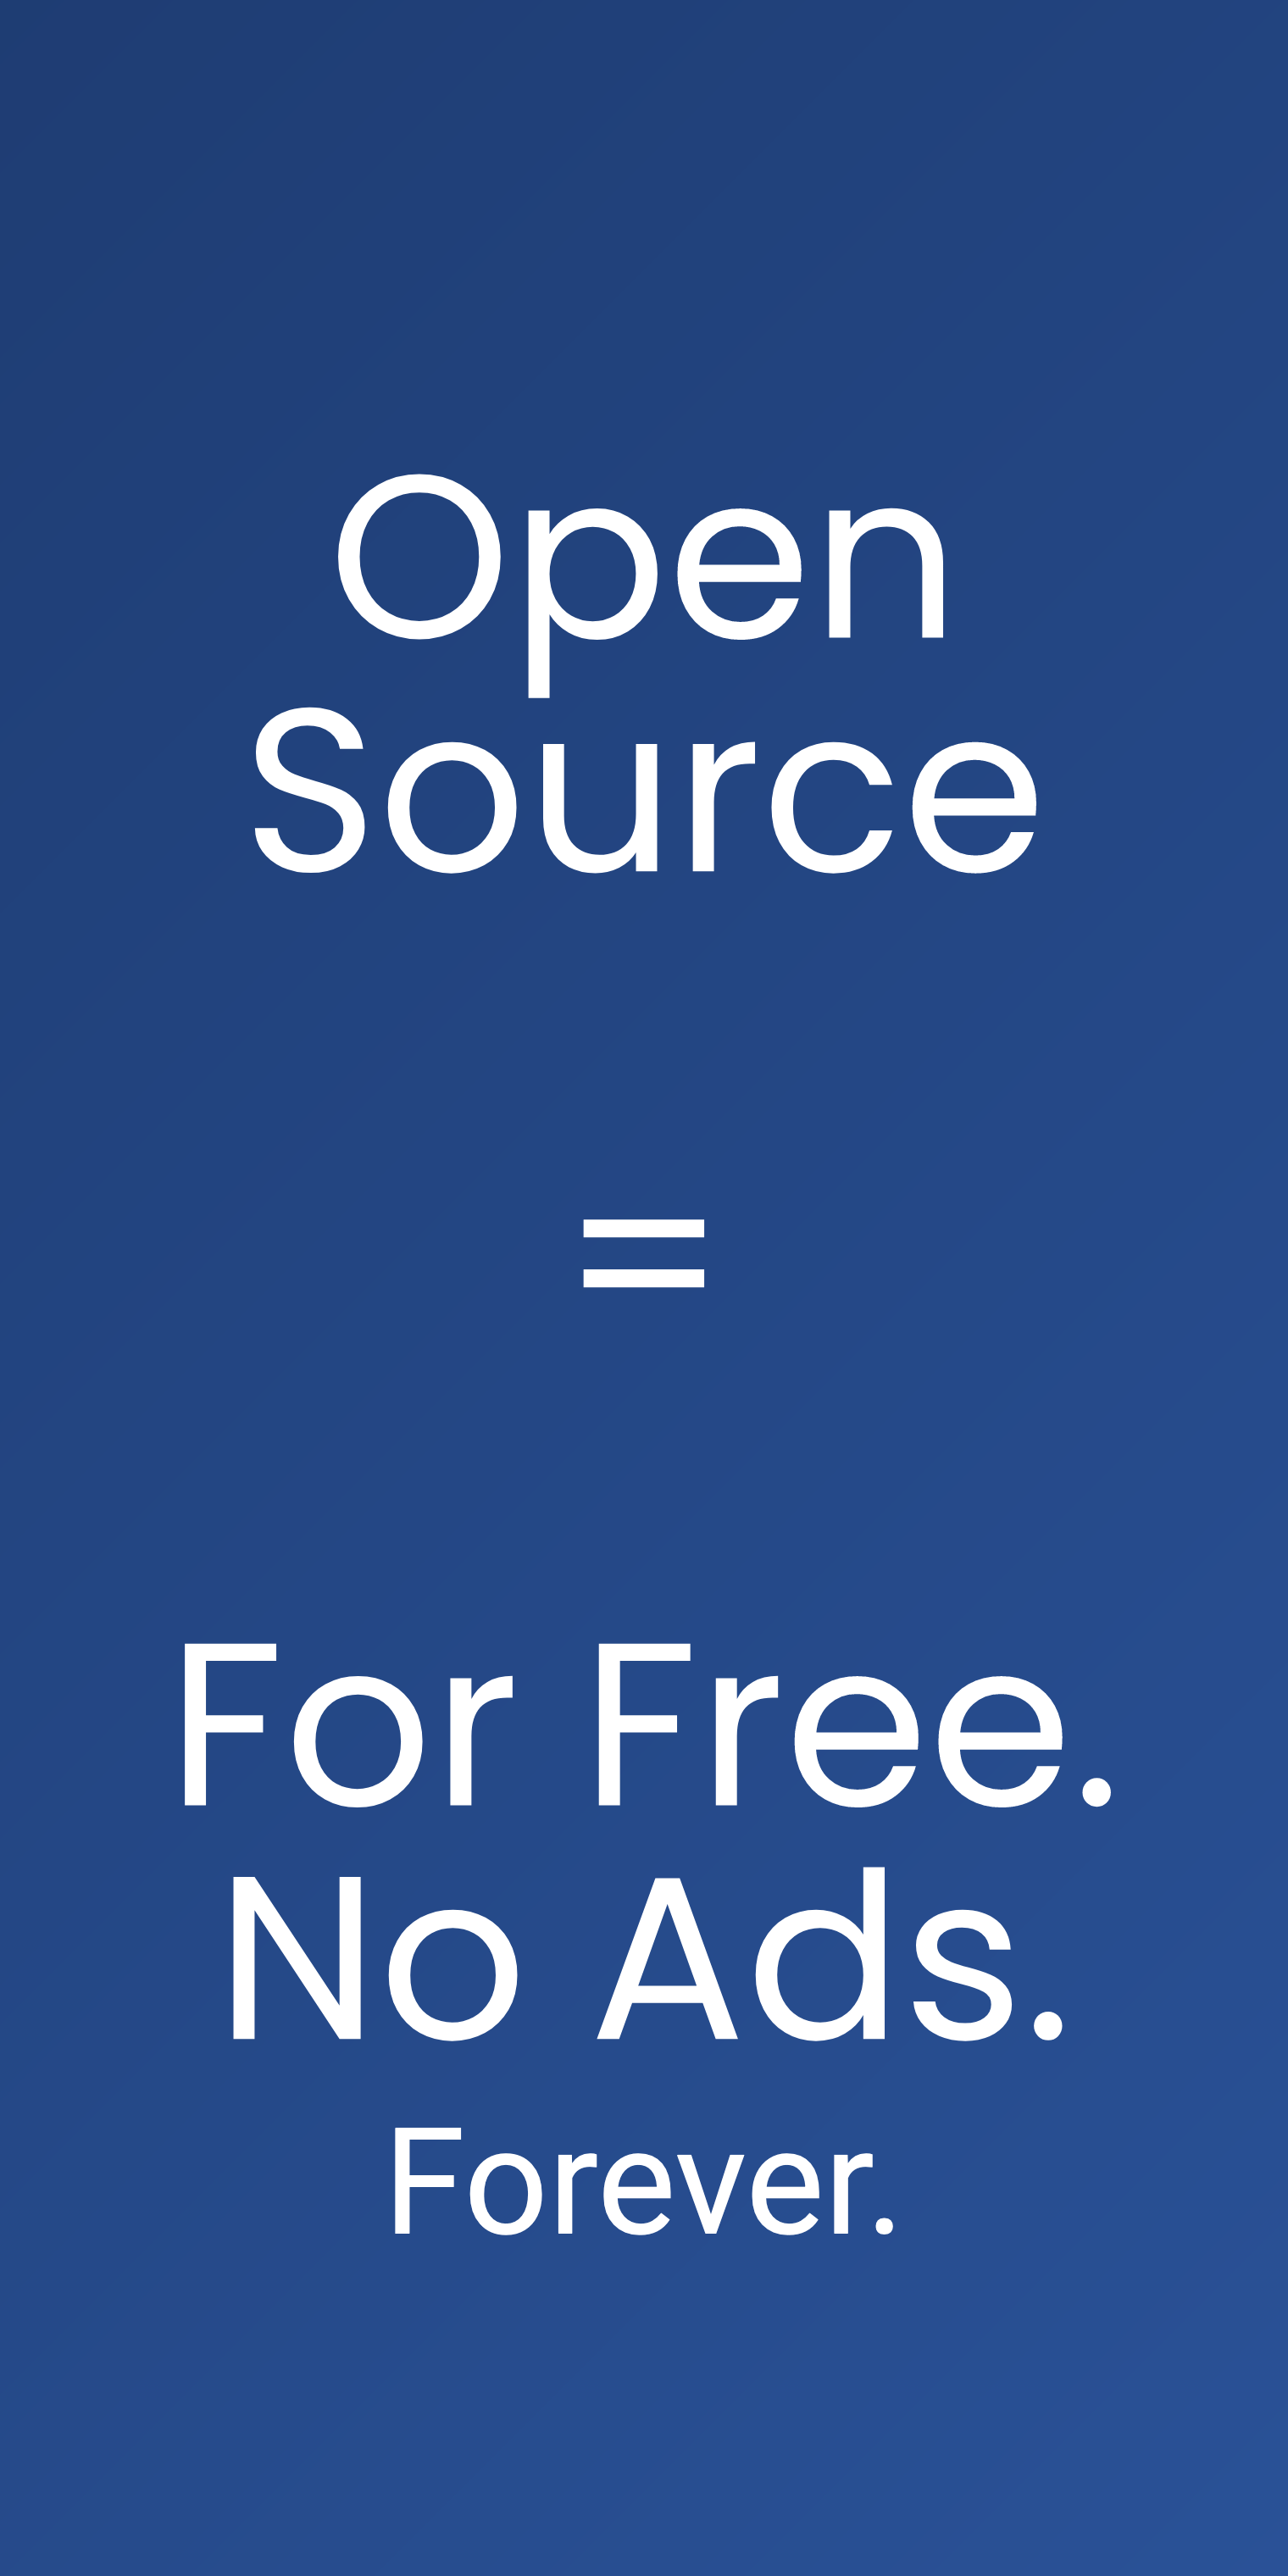 Open
Source
=
For Free.
No Ads.
Forever.